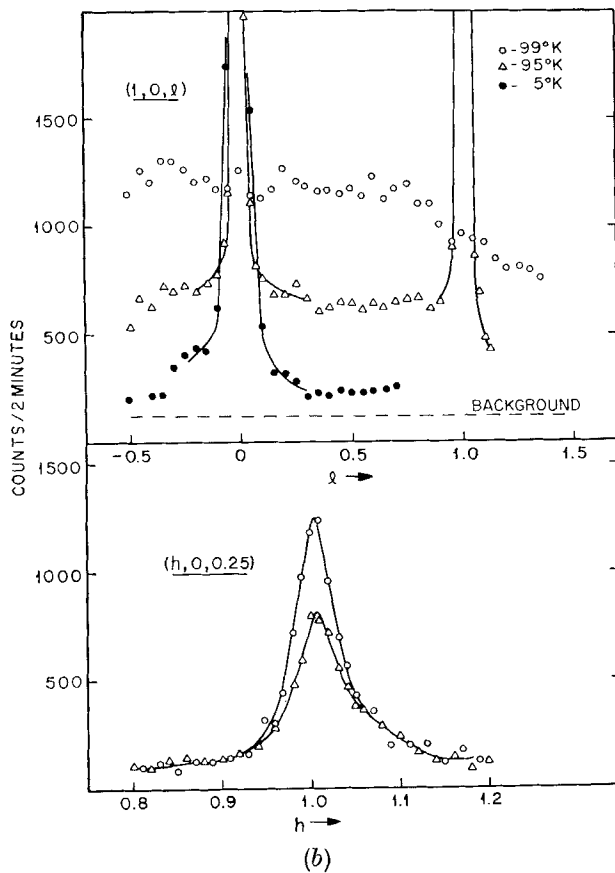 (1,0,ℓ)
○ -99°K
△ -95°K
● - 5°K
1500
1000
500
BACKGROUND
-0.5 0 0.5 1.0 1.5
ℓ →
COUNTS/2 MINUTES
1500
(h,0,0.25)
1000
500
0.8 0.9 1.0 1.1 1.2
h →
(b)